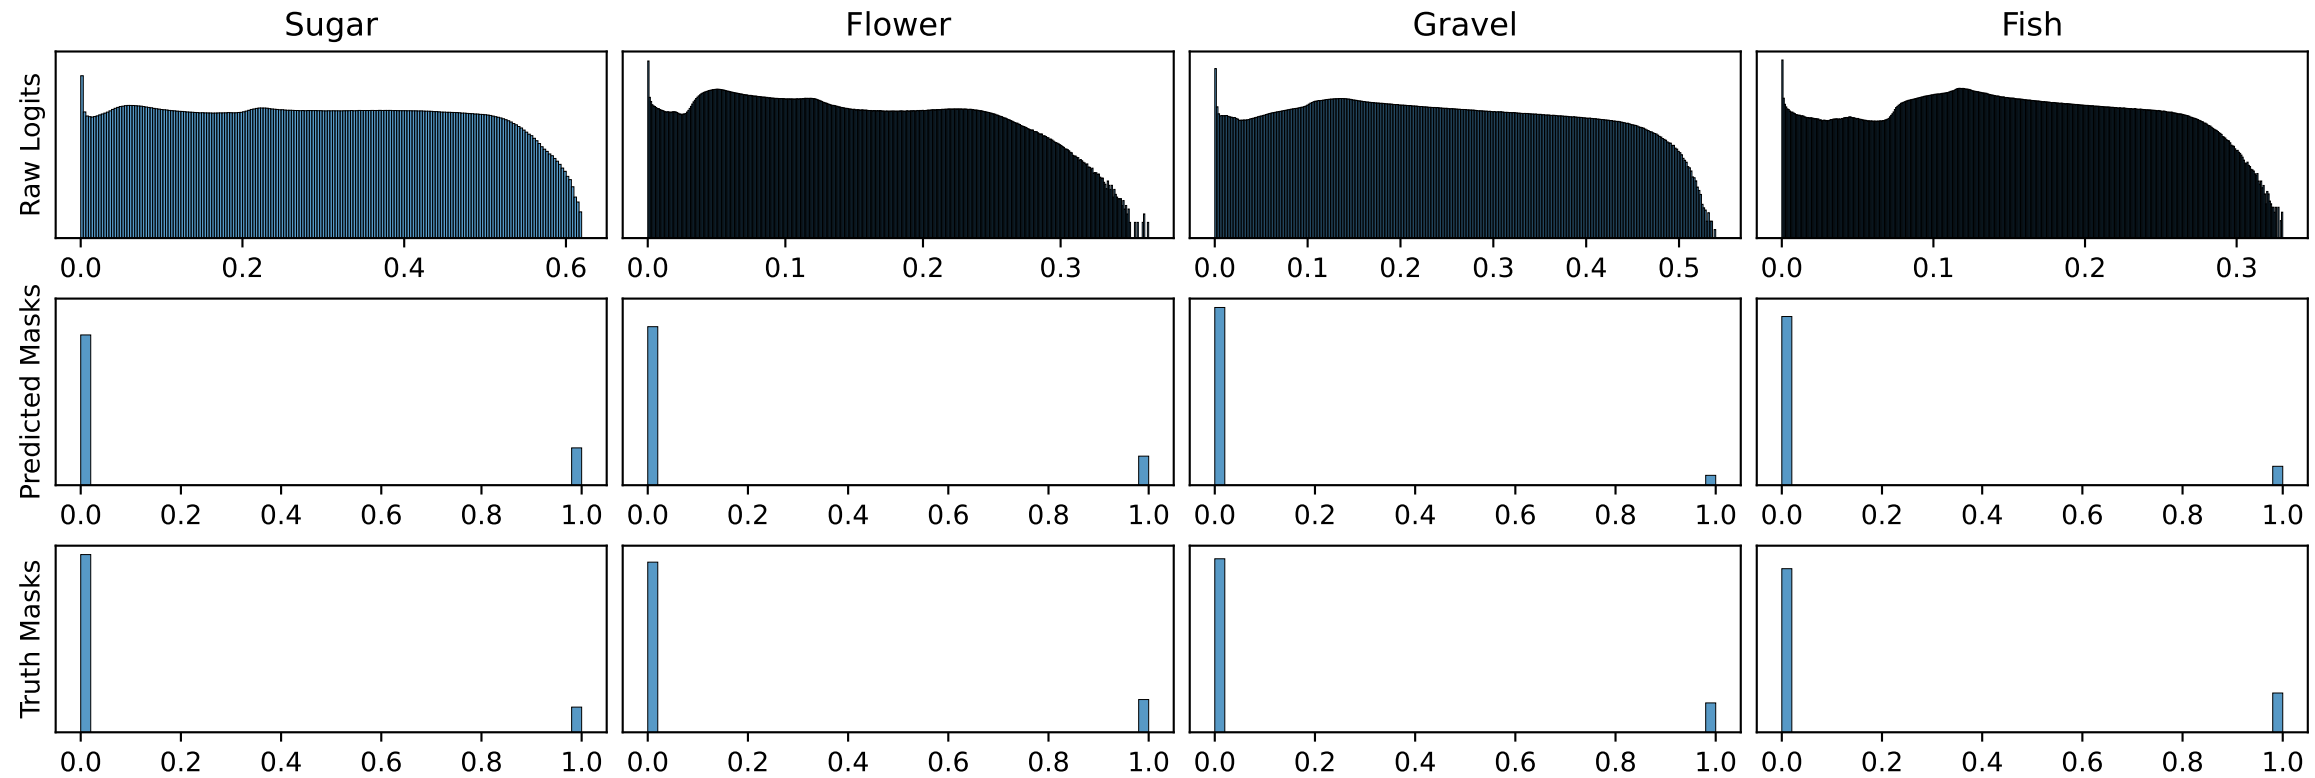 Sugar Flower Gravel Fish
Raw Logits
0.0 0.2 0.4 0.6 0.0 0.1 0.2 0.3 0.0 0.1 0.2 0.3 0.4 0.5 0.0 0.1 0.2 0.3
Predicted Masks
0.0 0.2 0.4 0.6 0.8 1.0 0.0 0.2 0.4 0.6 0.8 1.0 0.0 0.2 0.4 0.6 0.8 1.0 0.0 0.2 0.4 0.6 0.8 1.0
Truth Masks
0.0 0.2 0.4 0.6 0.8 1.0 0.0 0.2 0.4 0.6 0.8 1.0 0.0 0.2 0.4 0.6 0.8 1.0 0.0 0.2 0.4 0.6 0.8 1.0